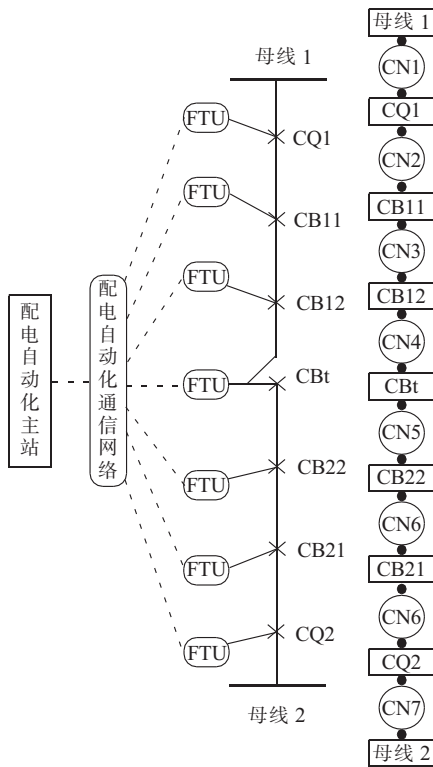 母线 1
FTU
CQ1
FTU
CB11
FTU
CB12
FTU
CBt
FTU
CB22
FTU
CB21
FTU
CQ2
母线 2
配电自动化主站
配电自动化通信网络
母线 1
CN1
CQ1
CN2
CB11
CN3
CB12
CN4
CBt
CN5
CB22
CN6
CB21
CN6
CQ2
CN7
母线 2